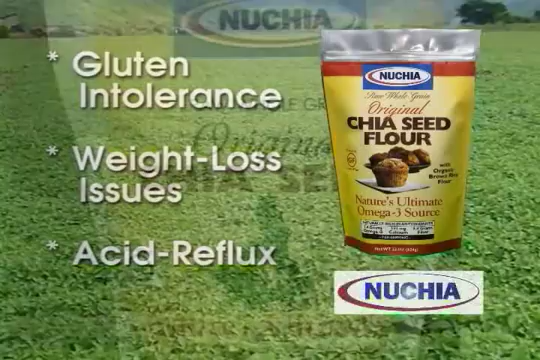 NUCHIA
* Gluten
Intolerance
* Weight-Loss
Issues
* Acid-Reflux
NUCHIA
Raw Whole Grain
Original
CHIA SEED
FLOUR
with
Organic
Brown Rice
Flour
Nature's Ultimate
Omega-3 Source
NUCHIA